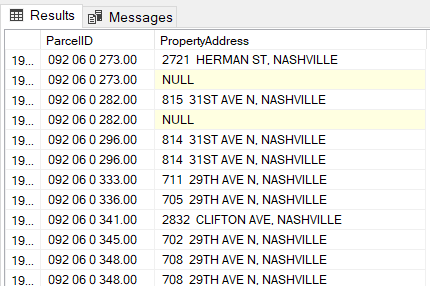 Results Messages
ParcelID PropertyAddress
19... 092 06 0 273.00 2721 HERMAN ST, NASHVILLE
19... 092 06 0 273.00 NULL
19... 092 06 0 282.00 815 31ST AVE N, NASHVILLE
19... 092 06 0 282.00 NULL
19... 092 06 0 296.00 814 31ST AVE N, NASHVILLE
19... 092 06 0 296.00 814 31ST AVE N, NASHVILLE
19... 092 06 0 333.00 711 29TH AVE N, NASHVILLE
19... 092 06 0 336.00 705 29TH AVE N, NASHVILLE
19... 092 06 0 341.00 2832 CLIFTON AVE, NASHVILLE
19... 092 06 0 345.00 702 29TH AVE N, NASHVILLE
19... 092 06 0 348.00 708 29TH AVE N, NASHVILLE
19... 092 06 0 348.00 708 29TH AVE N, NASHVILLE